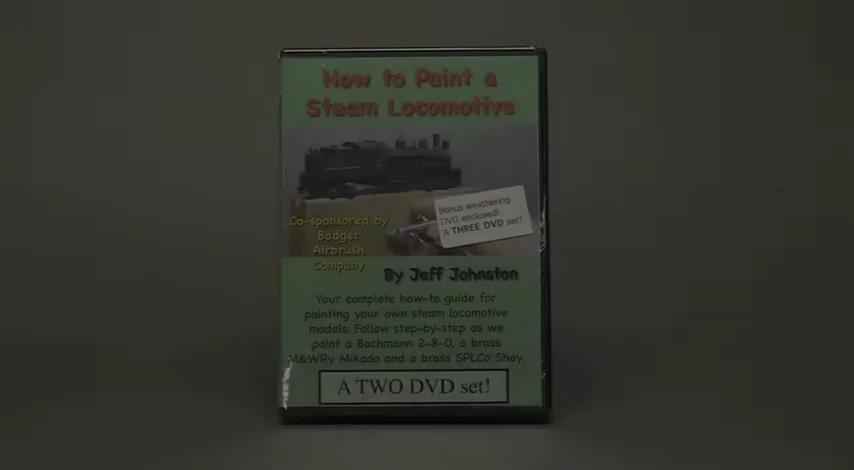 How to Paint a
Steam Locomotive
Bonus weathering
DVD enclosed!
A THREE DVD set!
Co-sponsored by
Badger
Airbrush
Company
By Jeff Johnston
Your complete how-to guide for
painting your own steam locomotive
models. Follow step-by-step as we
paint a Bachmann 2-8-0, a brass
M&WRy Mikado and a brass SPLCo Shay.
A TWO DVD set!